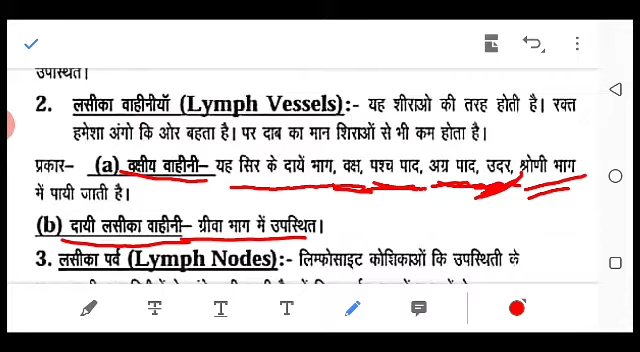 उपस्थित।
2. लसीका वाहीनीयाँ (Lymph Vessels):- यह शीराओ की तरह होती है। रक्त
हमेशा अंगो कि ओर बहता है। पर दाब का मान शिराओं से भी कम होता है।
प्रकार- (a) वक्षीय वाहीनी- यह सिर के दायें भाग, वक्ष, पश्च पाद, अग्र पाद, उदर, श्रोणी भाग
में पायी जाती है।
(b) दायी लसीका वाहीनी- ग्रीवा भाग में उपस्थित।
3. लसीका पर्व (Lymph Nodes):- लिम्फोसाइट कोशिकाओं कि उपस्थिती के